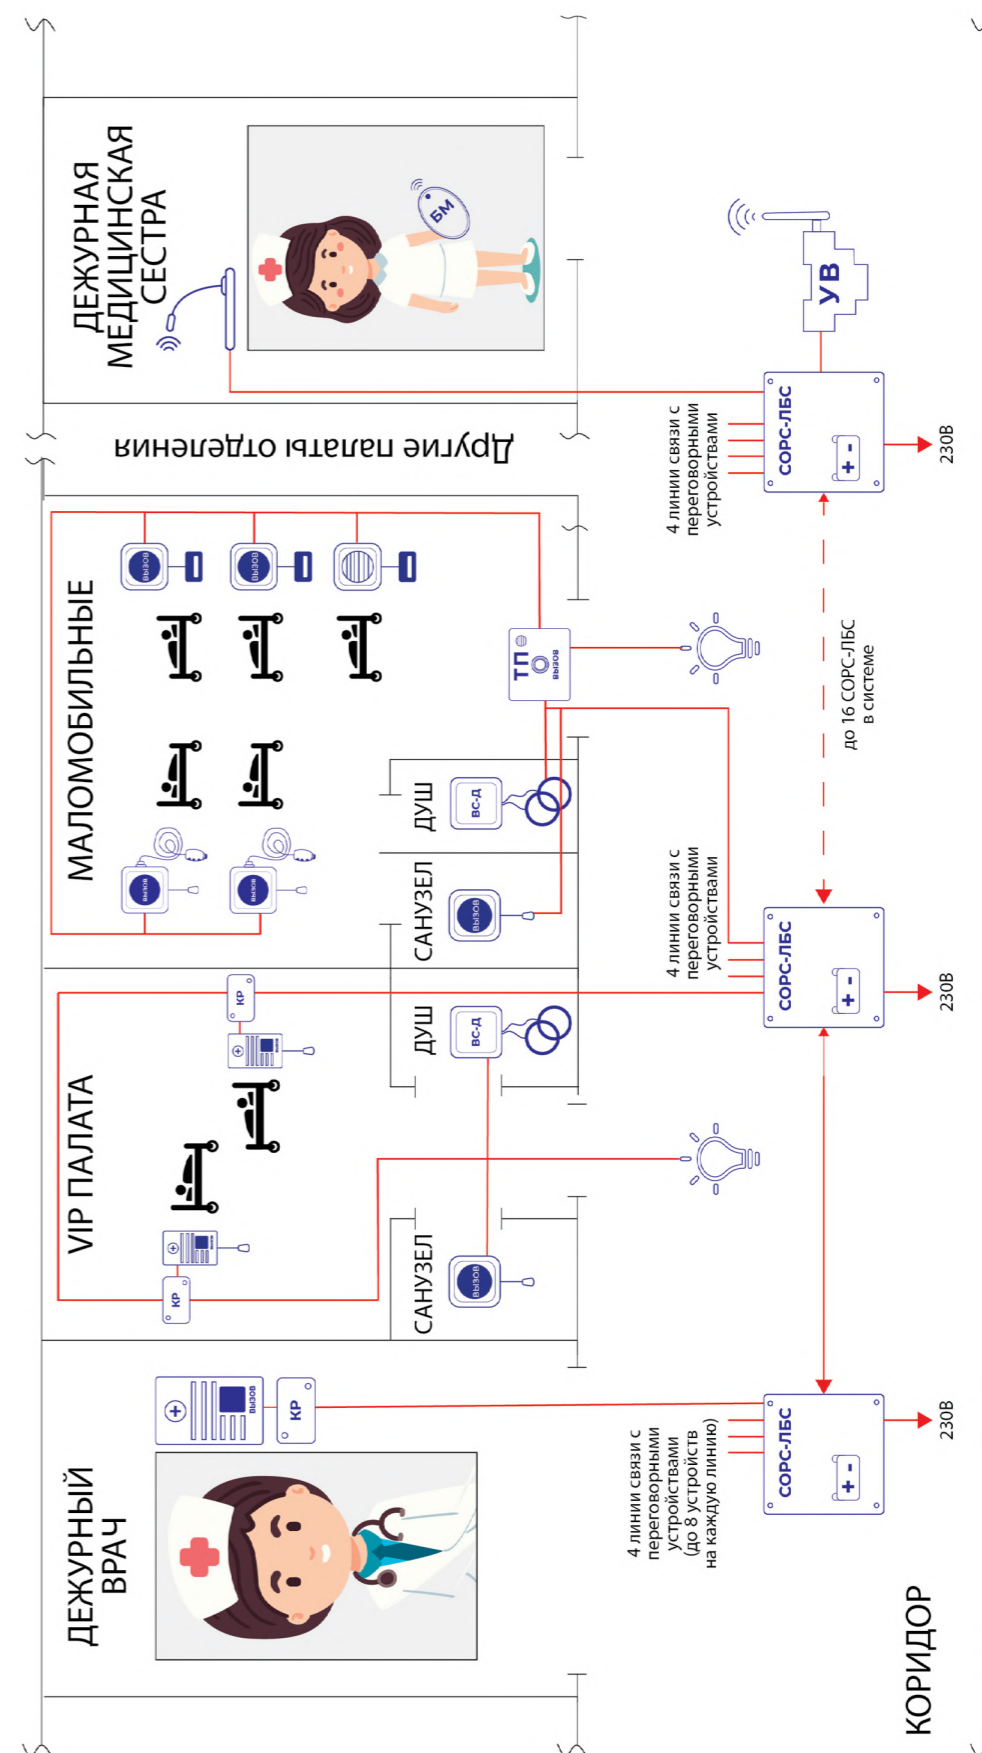 ДЕЖУРНЫЙ
ВРАЧ
ВЫЗОВ
КР
VIP ПАЛАТА
КР
КР
САНУЗЕЛ
ВЫЗОВ
ДУШ
ВС-Д
МАЛОМОБИЛЬНЫЕ
ВЫЗОВ
ВЫЗОВ
ВЫЗОВ
ВЫЗОВ
САНУЗЕЛ
ВЫЗОВ
ДУШ
ВС-Д
ТП
ВЫЗОВ
Другие палаты отделения
ДЕЖУРНАЯ
МЕДИЦИНСКАЯ
СЕСТРА
БМ
4 линии связи с
переговорными
устройствами
(до 8 устройств
на каждую линию)
СОРС-ЛБС
+ -
230В
4 линии связи с
переговорными
устройствами
СОРС-ЛБС
+ -
230В
до 16 СОРС-ЛБС
в системе
4 линии связи с
переговорными
устройствами
СОРС-ЛБС
+ -
230В
УВ
КОРИДОР